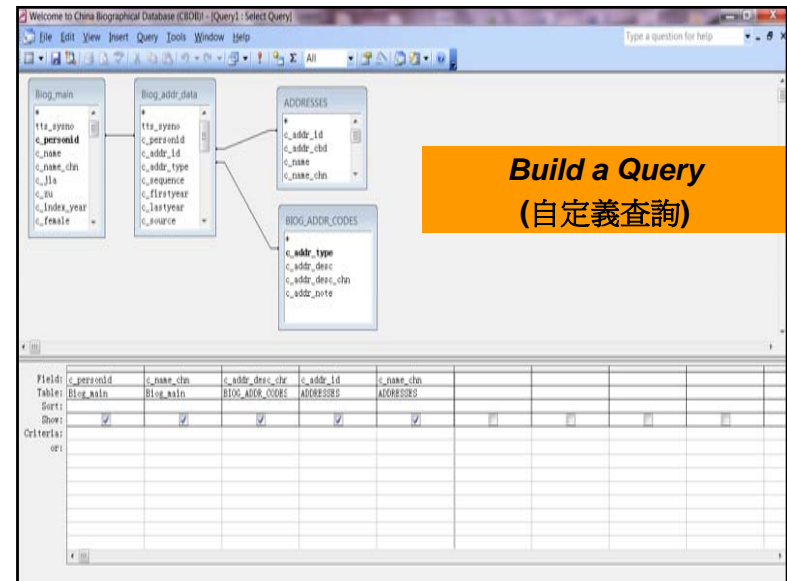 Welcome to China Biographical Database (CBDB)! - [Query1 : Select Query]
File Edit View Insert Query Tools Window Help
Type a question for help
All
Biog_main
*
tts_sysno
c_personid
c_name
c_name_chn
c_jia
c_zu
c_index_year
c_female
Biog_addr_data
*
tts_sysno
c_personid
c_addr_id
c_addr_type
c_sequence
c_firstyear
c_lastyear
c_source
ADDRESSES
*
c_addr_id
c_addr_cbd
c_name
c_name_chn
BIOG_ADDR_CODES
*
c_addr_type
c_addr_desc
c_addr_desc_chn
c_addr_note
Build a Query
(自定義查詢)
Field: c_personid c_name_chn c_addr_desc_chr c_addr_id c_name_chn
Table: Biog_main Biog_main BIOG_ADDR_CODES ADDRESSES ADDRESSES
Sort:
Show:
Criteria:
or: